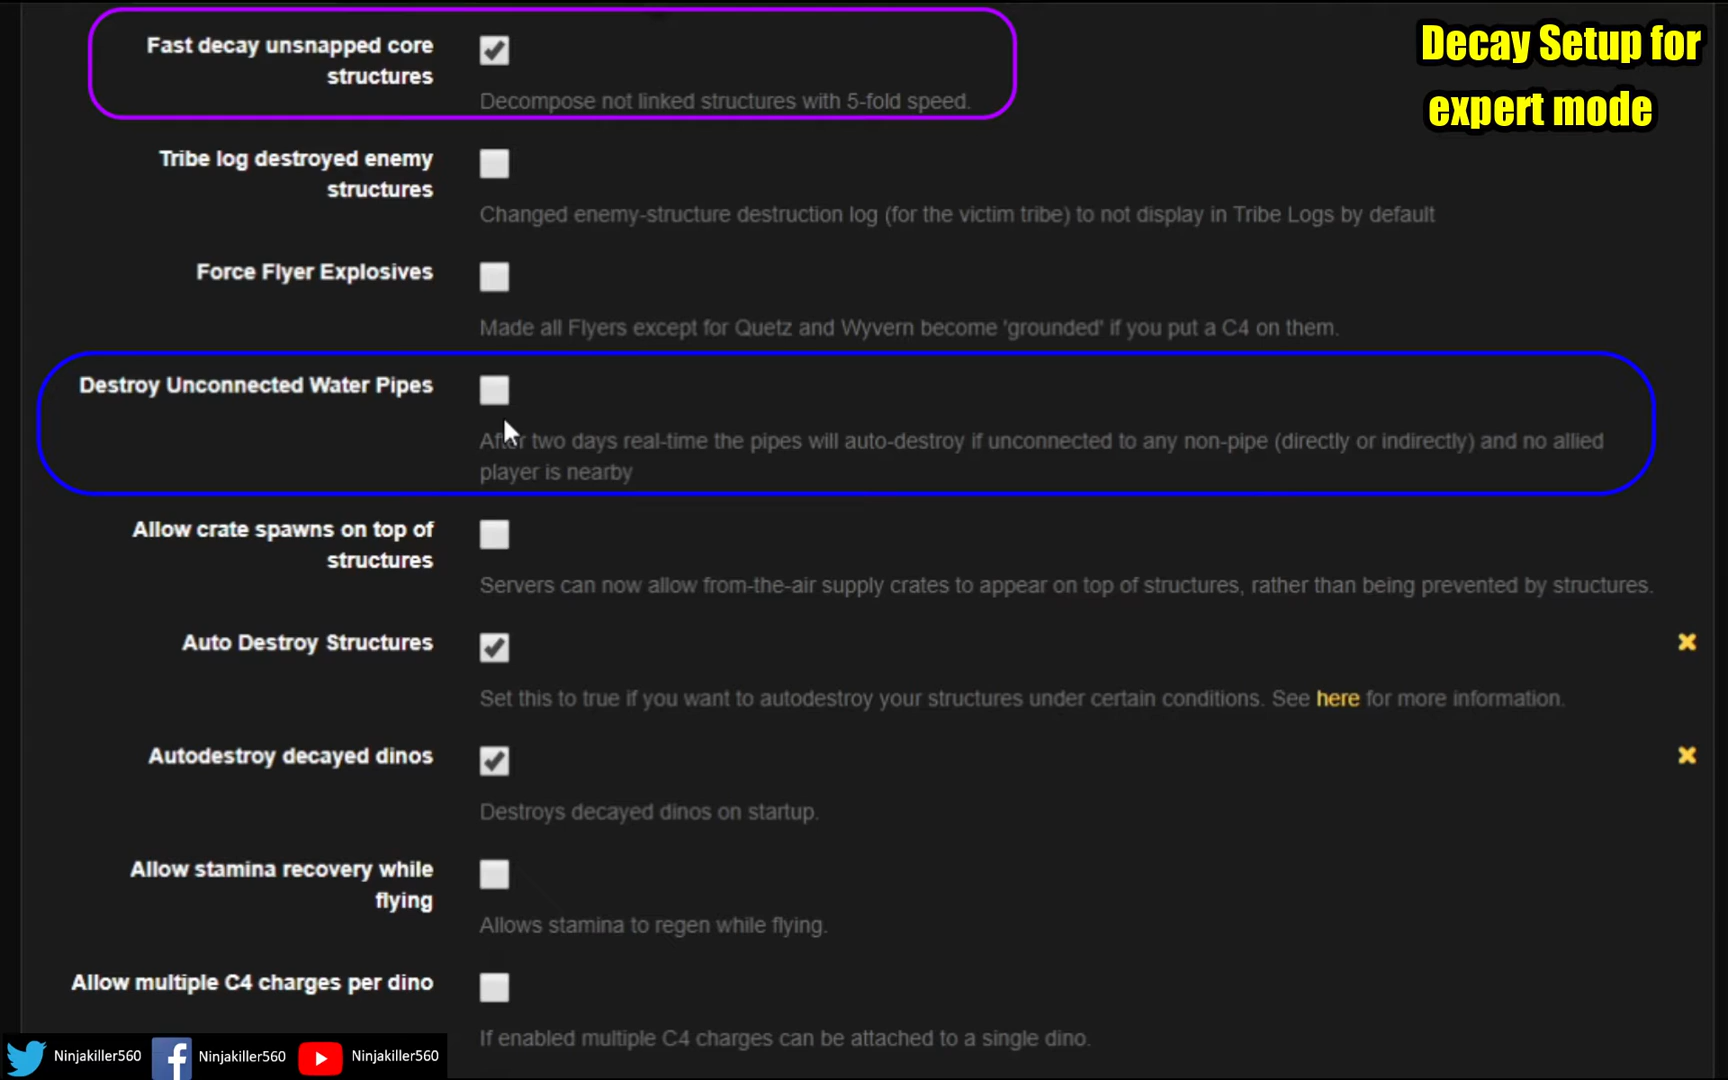 Decay Setup for
expert mode
Fast decay unsnapped core
structures
Decompose not linked structures with 5-fold speed.
Tribe log destroyed enemy
structures
Changed enemy-structure destruction log (for the victim tribe) to not display in Tribe Logs by default
Force Flyer Explosives
Made all Flyers except for Quetz and Wyvern become 'grounded' if you put a C4 on them.
Destroy Unconnected Water Pipes
After two days real-time the pipes will auto-destroy if unconnected to any non-pipe (directly or indirectly) and no allied
player is nearby
Allow crate spawns on top of
structures
Servers can now allow from-the-air supply crates to appear on top of structures, rather than being prevented by structures.
Auto Destroy Structures
Set this to true if you want to autodestroy your structures under certain conditions. See here for more information.
Autodestroy decayed dinos
Destroys decayed dinos on startup.
Allow stamina recovery while
flying
Allows stamina to regen while flying.
Allow multiple C4 charges per dino
If enabled multiple C4 charges can be attached to a single dino.
Ninjakiller560 Ninjakiller560 Ninjakiller560